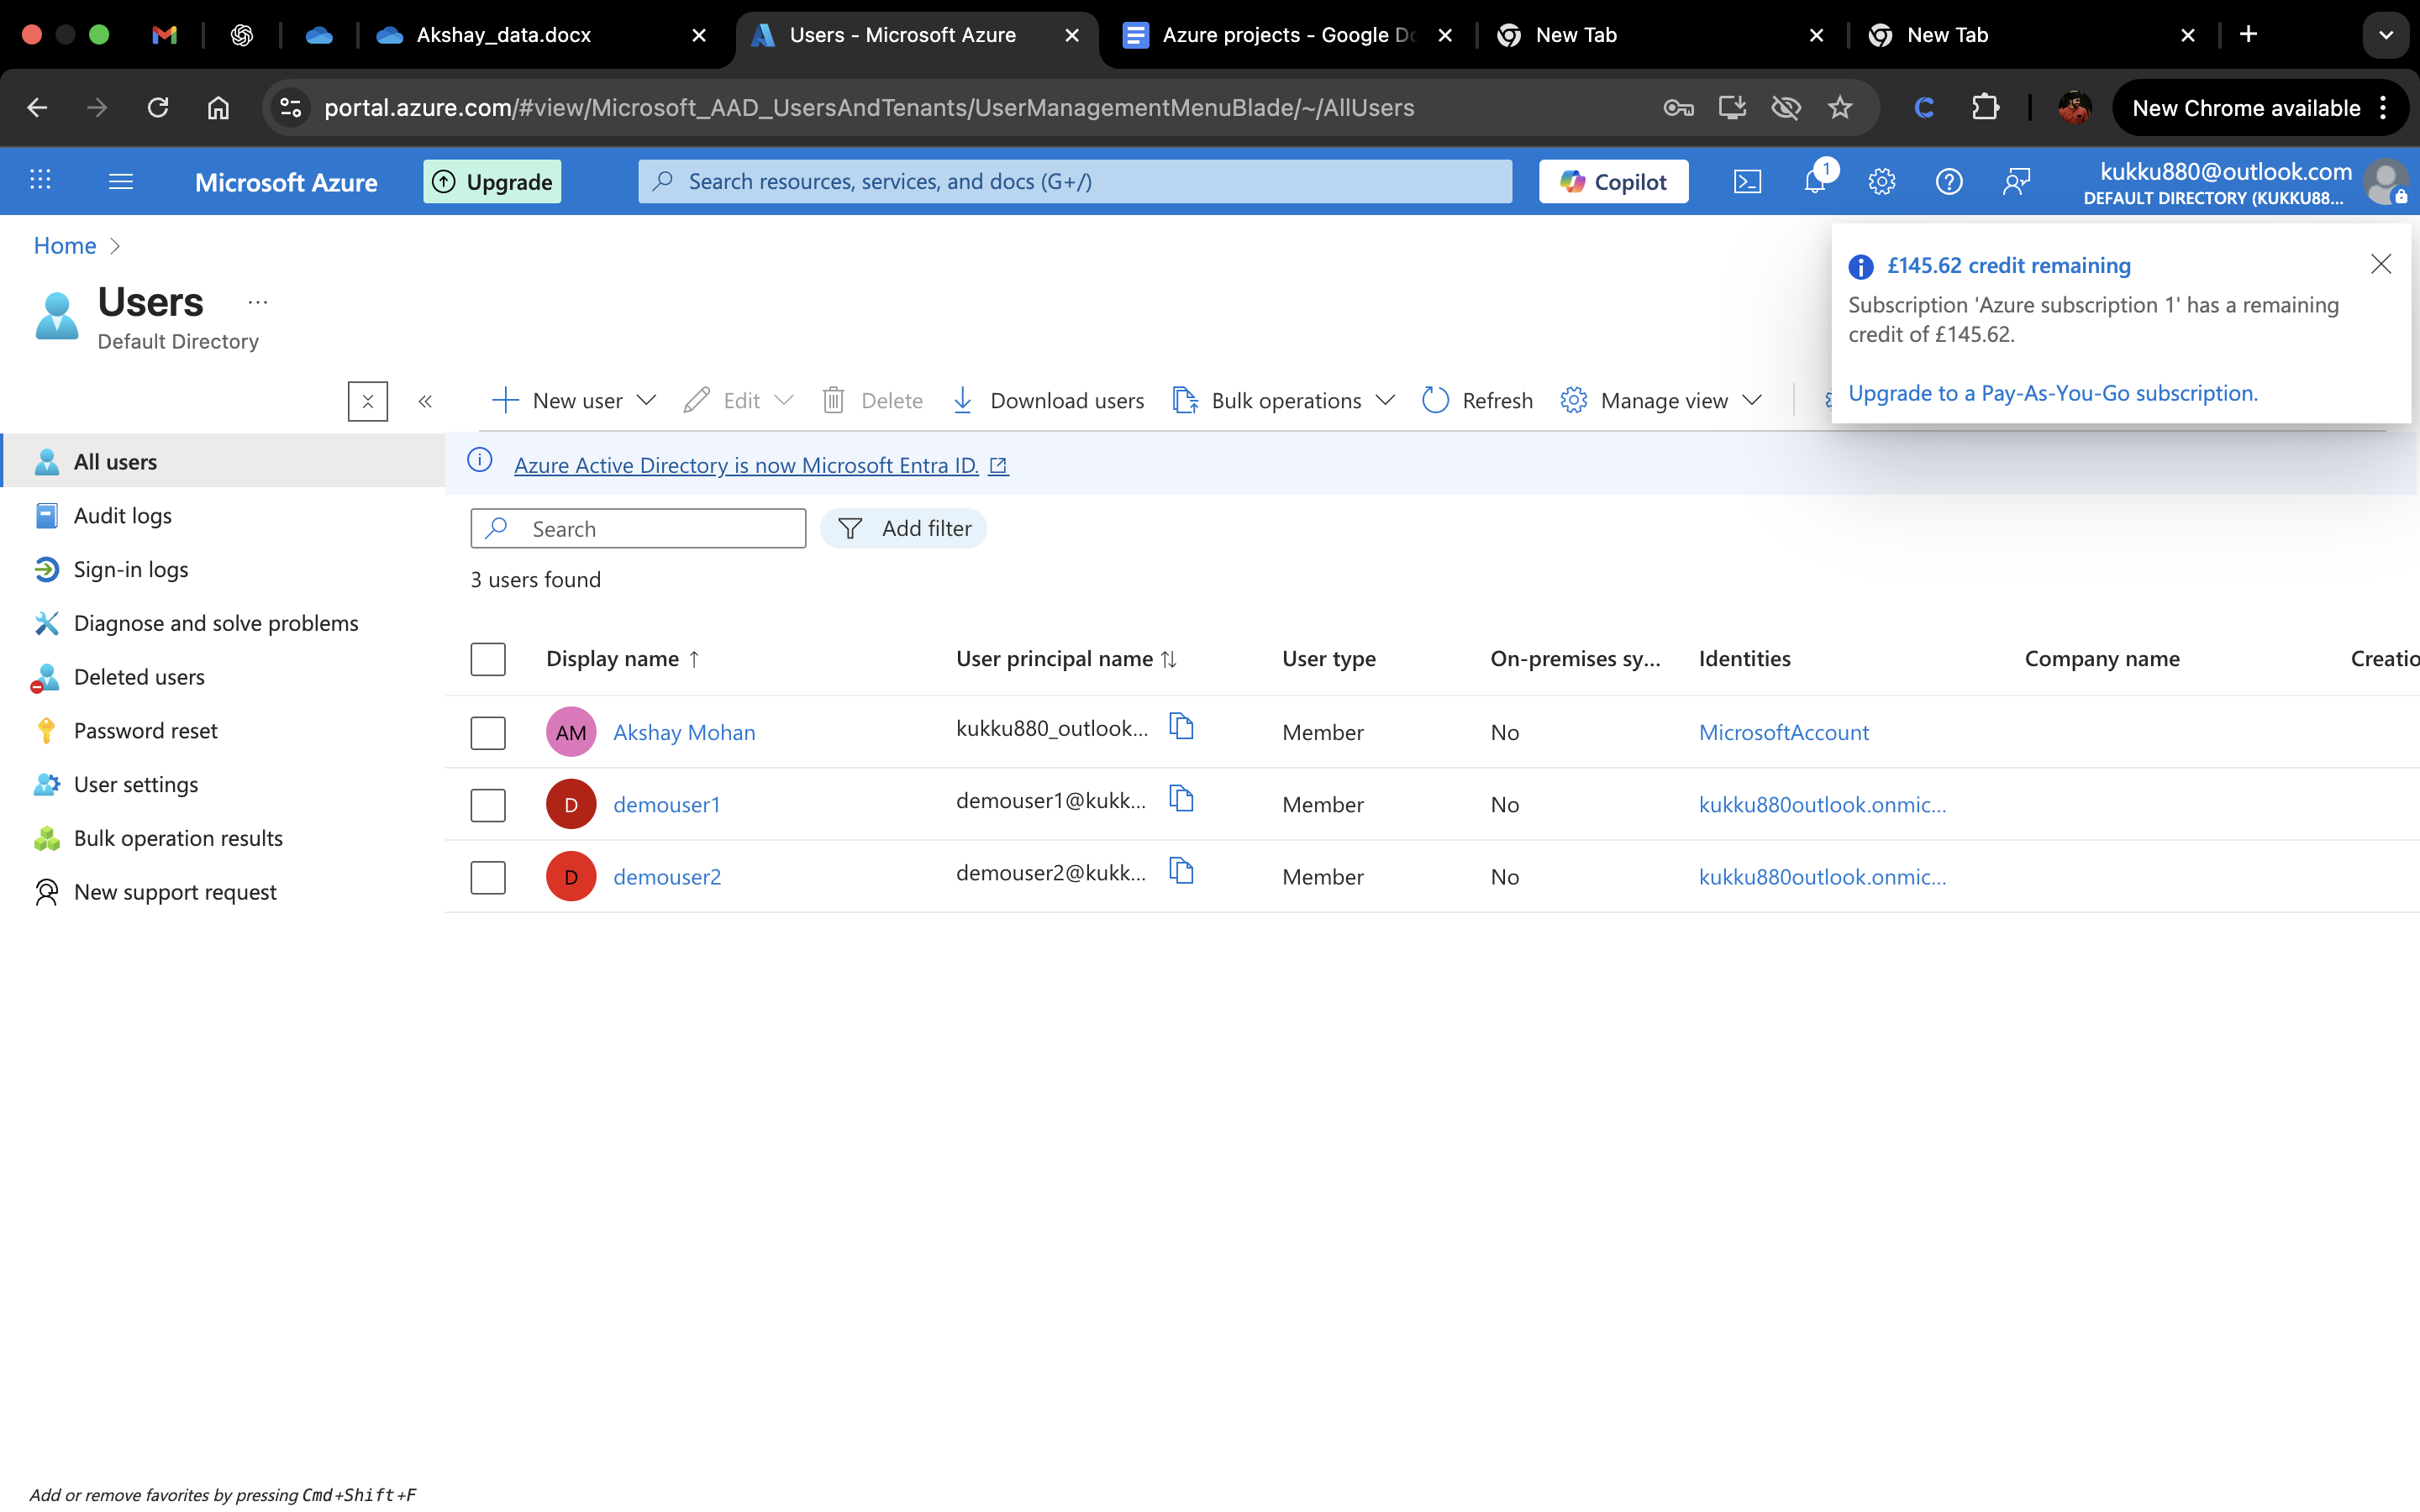 Akshay_data.docx
Users - Microsoft Azure
Azure projects - Google Do
New Tab
New Tab
portal.azure.com/#view/Microsoft_AAD_UsersAndTenants/UserManagementMenuBlade/~/AllUsers
New Chrome available
Microsoft Azure
Upgrade
Search resources, services, and docs (G+/)
Copilot
1
kukku880@outlook.com
DEFAULT DIRECTORY (KUKKU88...
Home
£145.62 credit remaining
Subscription 'Azure subscription 1' has a remaining
credit of £145.62.
Upgrade to a Pay-As-You-Go subscription.
Users ...
Default Directory
New user
Edit
Delete
Download users
Bulk operations
Refresh
Manage view
All users
Audit logs
Sign-in logs
Diagnose and solve problems
Deleted users
Password reset
User settings
Bulk operation results
New support request
Azure Active Directory is now Microsoft Entra ID.
Search
Add filter
3 users found
Display name ↑ User principal name ↑↓ User type On-premises sy... Identities Company name Creatio
AM Akshay Mohan kukku880_outlook... Member No MicrosoftAccount
D demouser1 demouser1@kukk... Member No kukku880outlook.onmic...
D demouser2 demouser2@kukk... Member No kukku880outlook.onmic...
Add or remove favorites by pressing Cmd+Shift+F